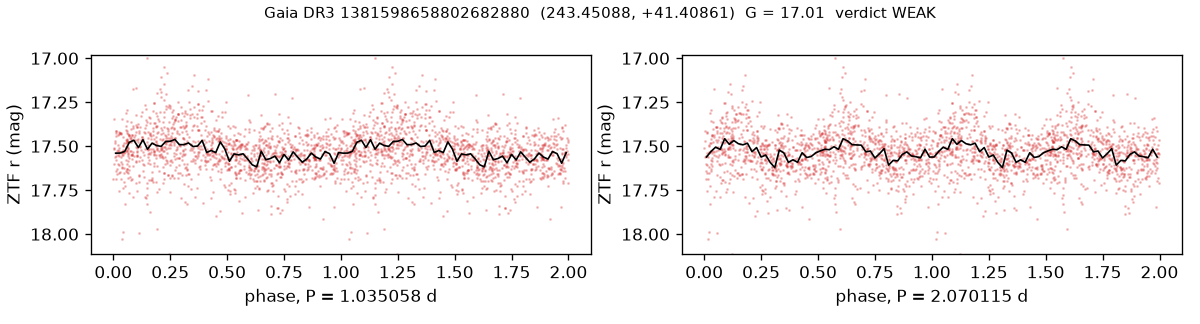 Gaia DR3 1381598658802682880  (243.45088, +41.40861)  G = 17.01  verdict WEAK
ZTF r (mag)
17.00
17.25
17.50
17.75
18.00
0.00 0.25 0.50 0.75 1.00 1.25 1.50 1.75 2.00
phase, P = 1.035058 d
ZTF r (mag)
17.00
17.25
17.50
17.75
18.00
0.00 0.25 0.50 0.75 1.00 1.25 1.50 1.75 2.00
phase, P = 2.070115 d